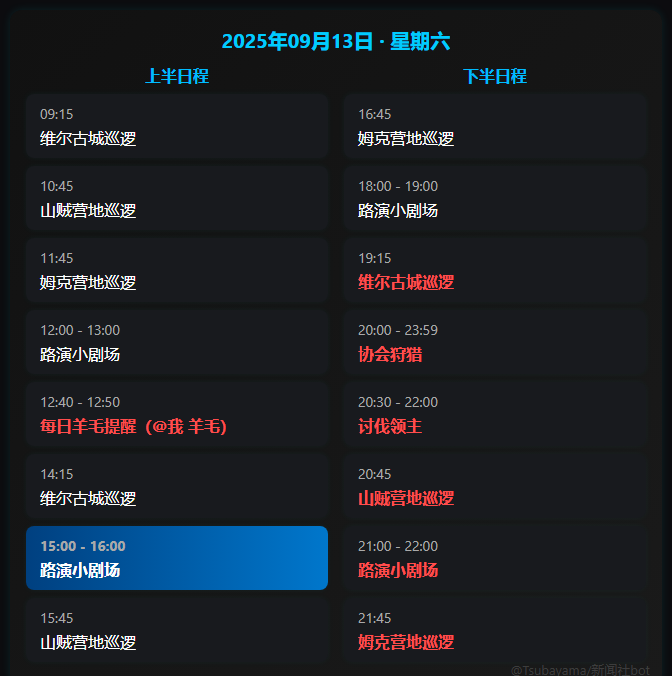 2025年09月13日 · 星期六
上半日程
09:15
维尔古城巡逻
10:45
山贼营地巡逻
11:45
姆克营地巡逻
12:00 - 13:00
路演小剧场
12:40 - 12:50
每日羊毛提醒（@我 羊毛）
14:15
维尔古城巡逻
15:00 - 16:00
路演小剧场
15:45
山贼营地巡逻
下半日程
16:45
姆克营地巡逻
18:00 - 19:00
路演小剧场
19:15
维尔古城巡逻
20:00 - 23:59
协会狩猎
20:30 - 22:00
讨伐领主
20:45
山贼营地巡逻
21:00 - 22:00
路演小剧场
21:45
姆克营地巡逻
@Tsubayama/新闻社bot